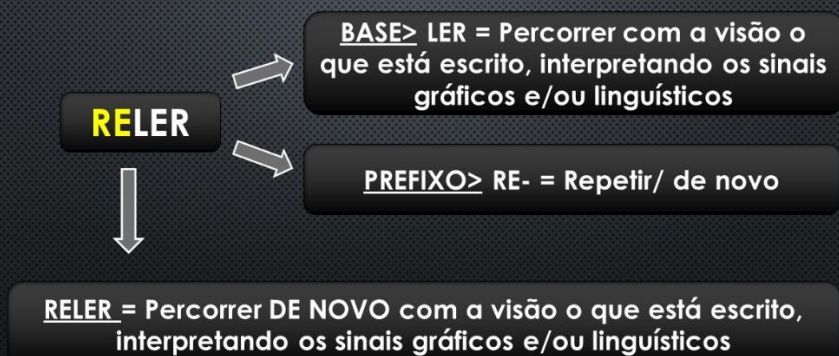 BASE> LER = Percorrer com a visão o
que está escrito, interpretando os sinais
gráficos e/ou linguísticos
RELER
PREFIXO> RE- = Repetir/ de novo
RELER = Percorrer DE NOVO com a visão o que está escrito,
interpretando os sinais gráficos e/ou linguísticos